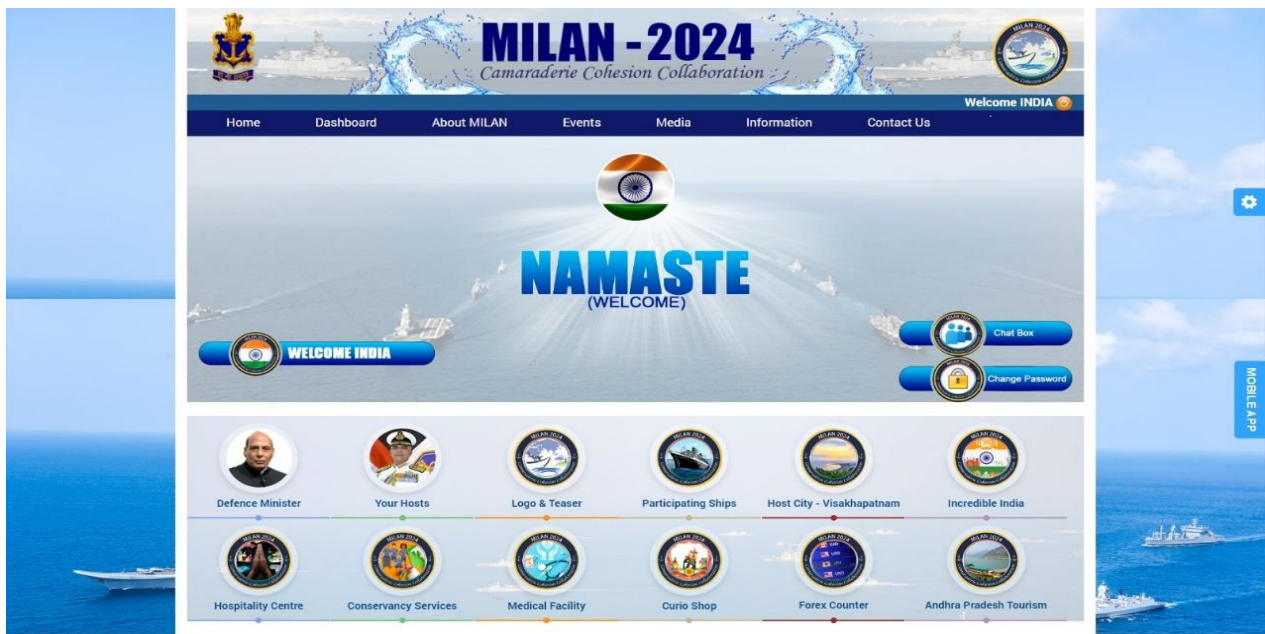 MILAN - 2024
Camaraderie Cohesion Collaboration
MILAN 2024
Welcome INDIA
Home Dashboard About MILAN Events Media Information Contact Us
NAMASTE
(WELCOME)
WELCOME INDIA
Chat Box
Change Password
MOBILE APP
Defence Minister Your Hosts Logo & Teaser Participating Ships Host City - Visakhapatnam Incredible India
Hospitality Centre Conservancy Services Medical Facility Curio Shop Forex Counter Andhra Pradesh Tourism